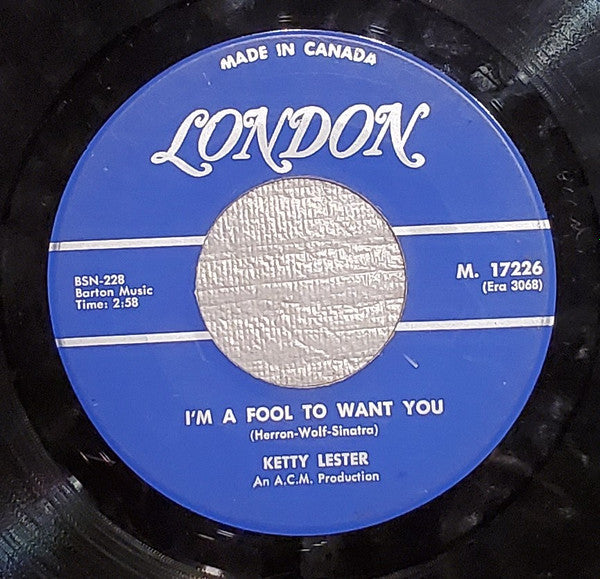 MADE IN CANADA
LONDON
BSN-228
Barton Music
Time: 2:58
M. 17226
(Era 3068)
I'M A FOOL TO WANT YOU
(Herron-Wolf-Sinatra)
KETTY LESTER
An A.C.M. Production